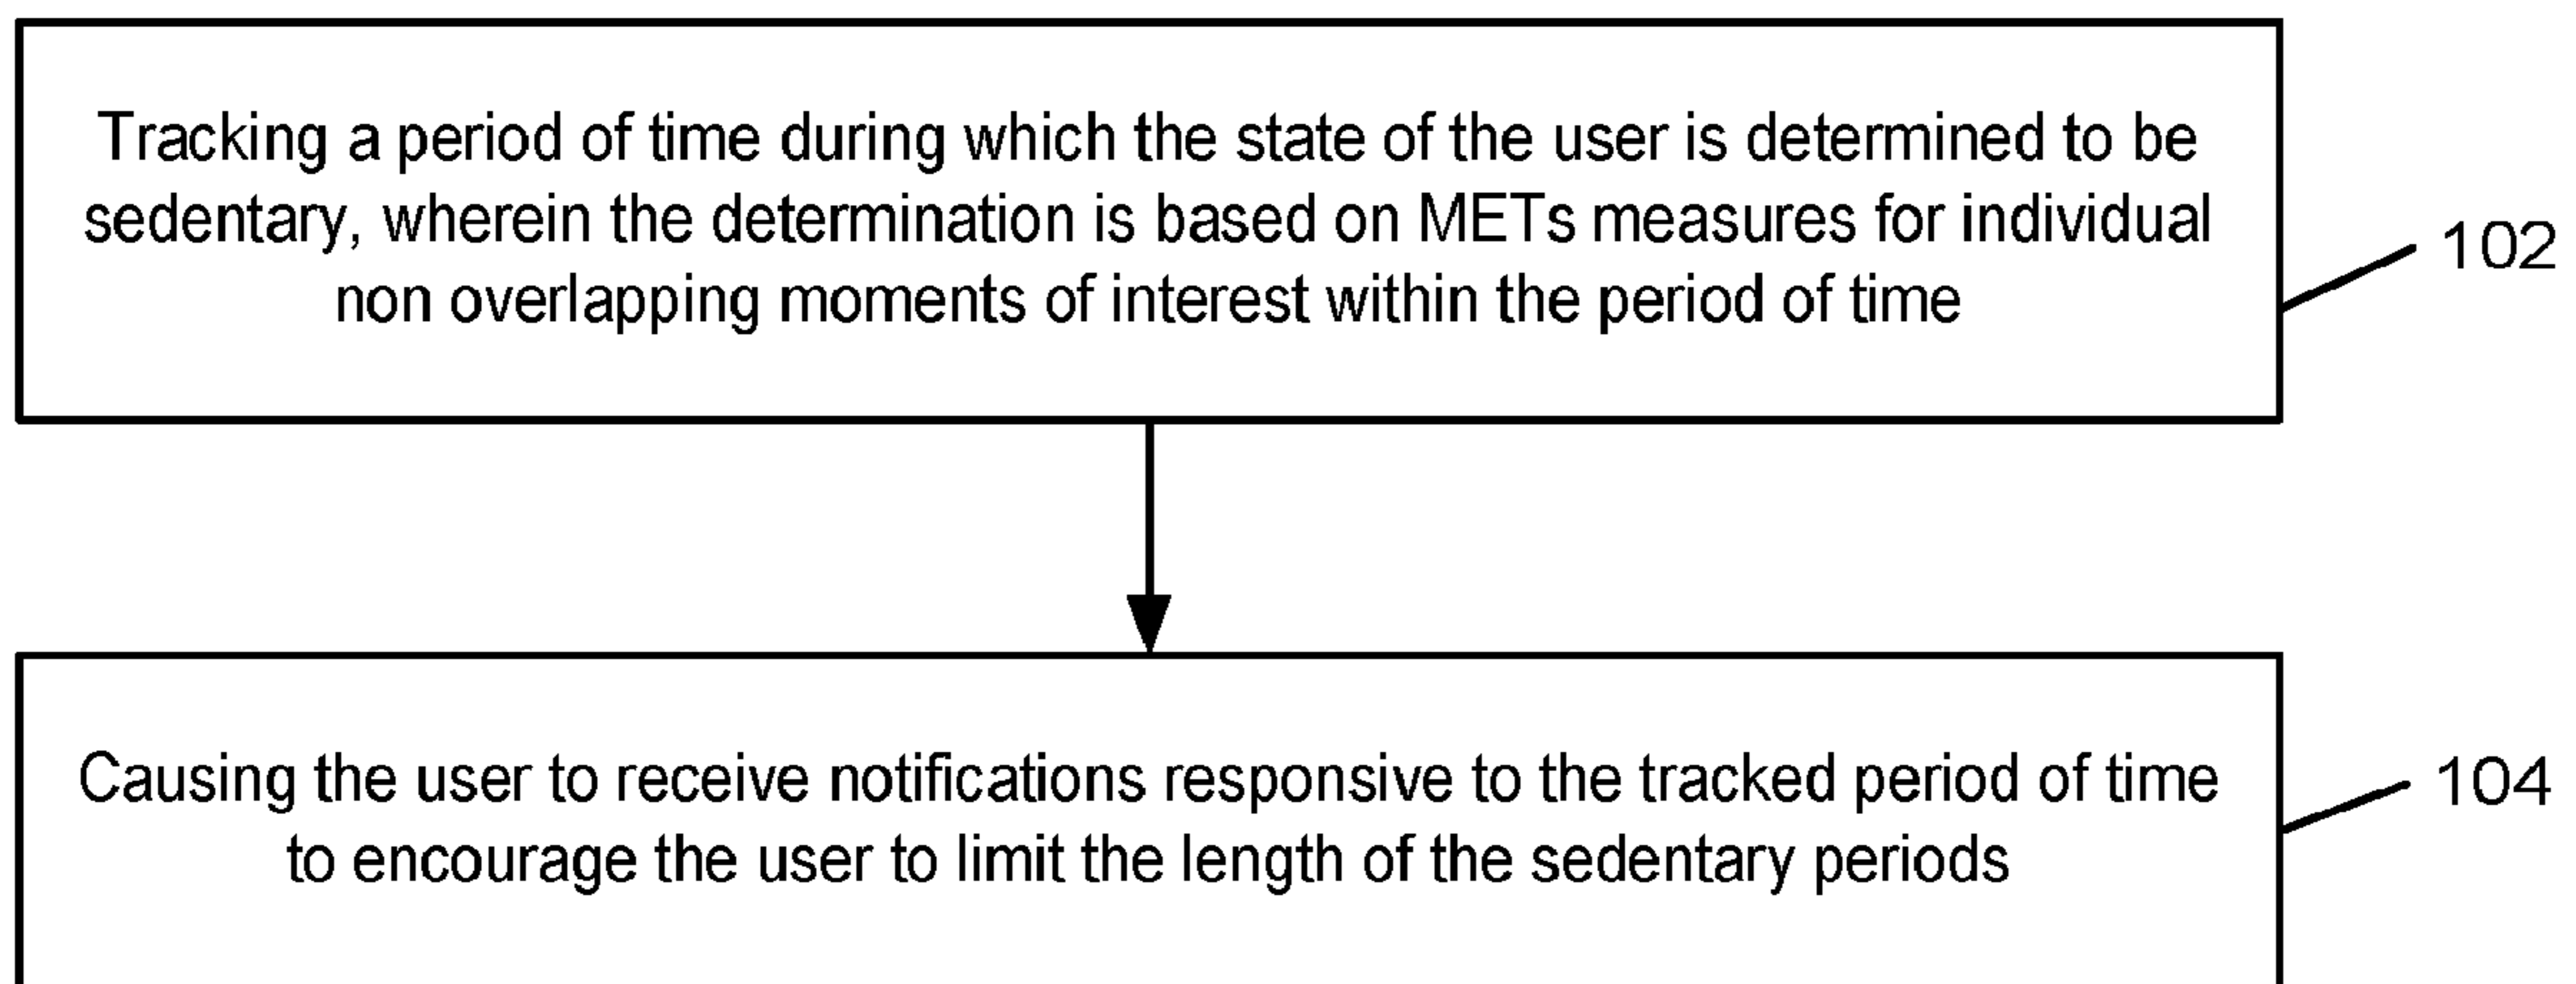 Tracking a period of time during which the state of the user is determined to be
sedentary, wherein the determination is based on METs measures for individual
non overlapping moments of interest within the period of time
102
Causing the user to receive notifications responsive to the tracked period of time
to encourage the user to limit the length of the sedentary periods
104